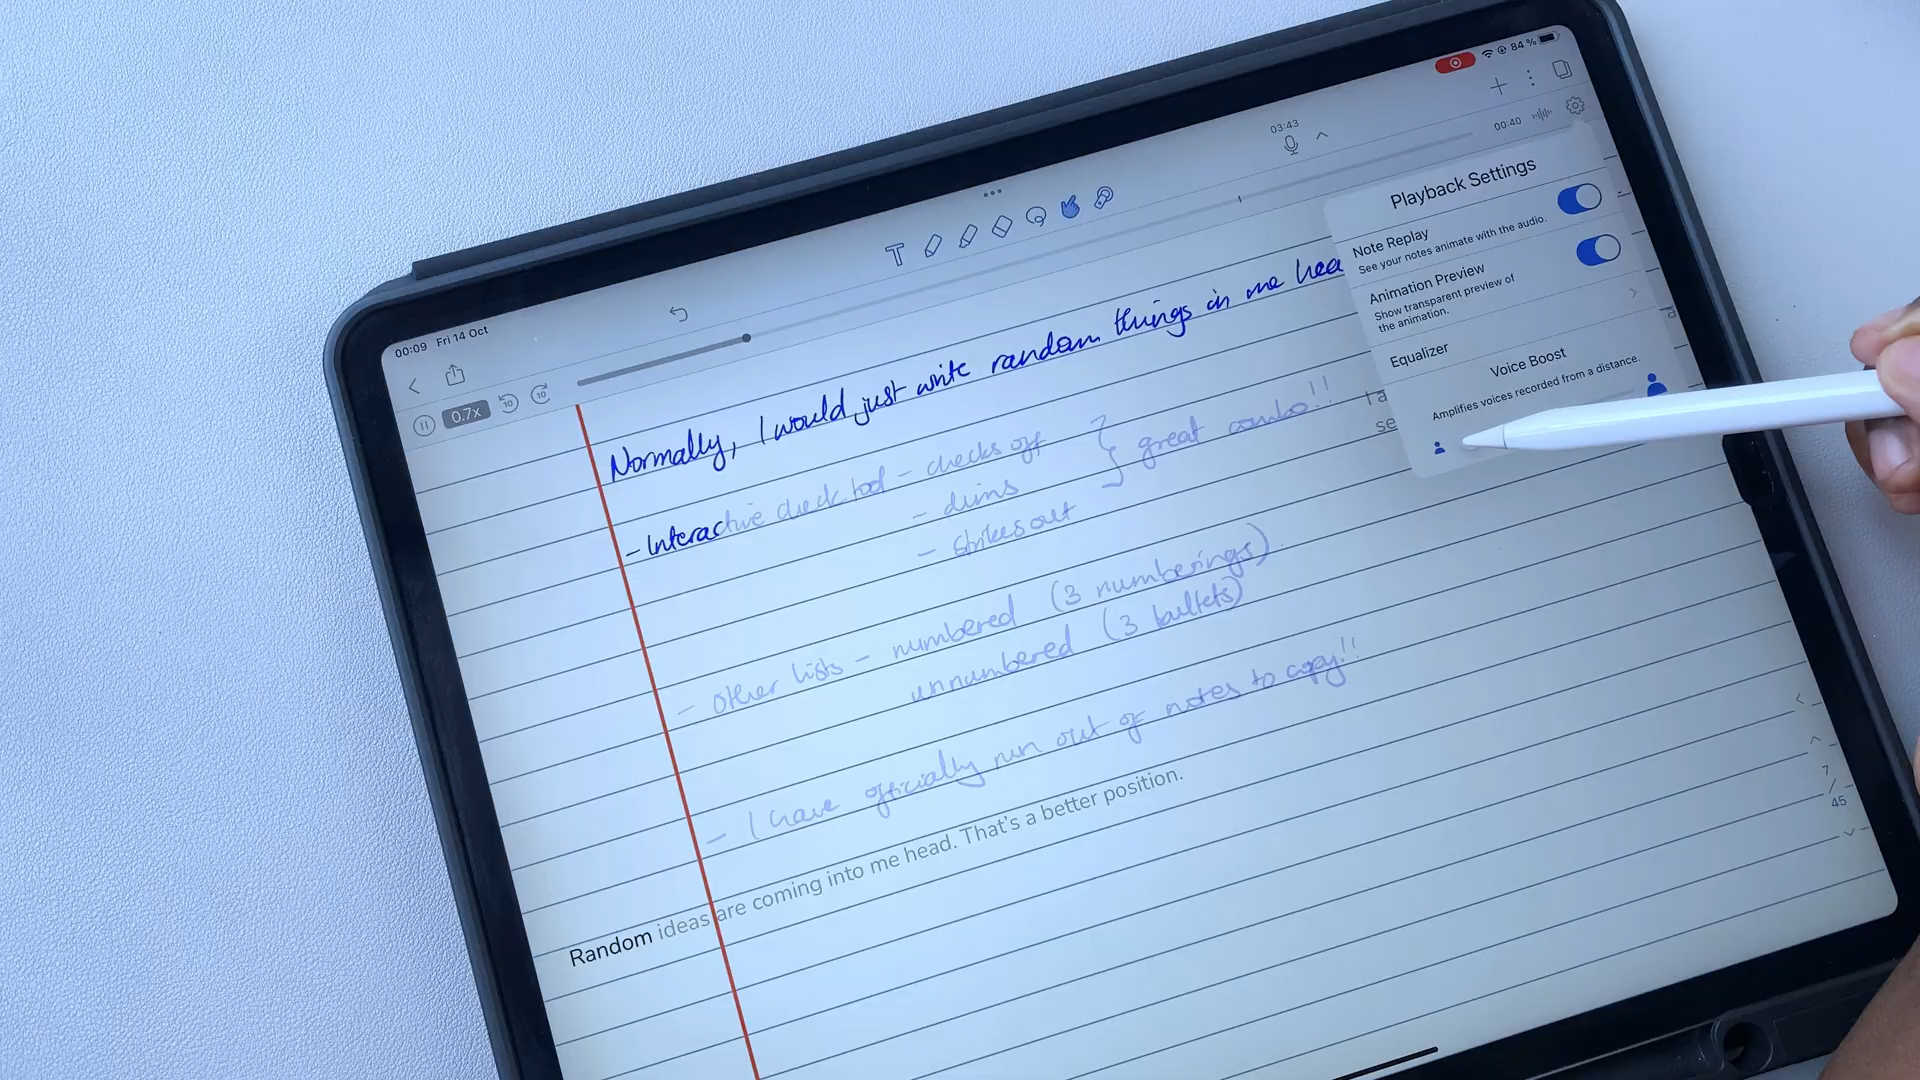 00:09 Fri 14 Oct
84 %
03:43
00:40
0.7x
10
10
T
Playback Settings
Note Replay
See your notes animate with the audio.
Animation Preview
Show transparent preview of
the animation.
Equalizer
Voice Boost
Amplifies voices recorded from a distance.
Normally, I would just write random things in me hea
- Interactive check tool - checks off
- dims
- strikes out
great combo!!
- other lists - numbered (3 numberings)
unnumbered (3 bullets)
- I have officially run out of notes to copy!!
Random ideas are coming into me head. That's a better position.
7
/
45